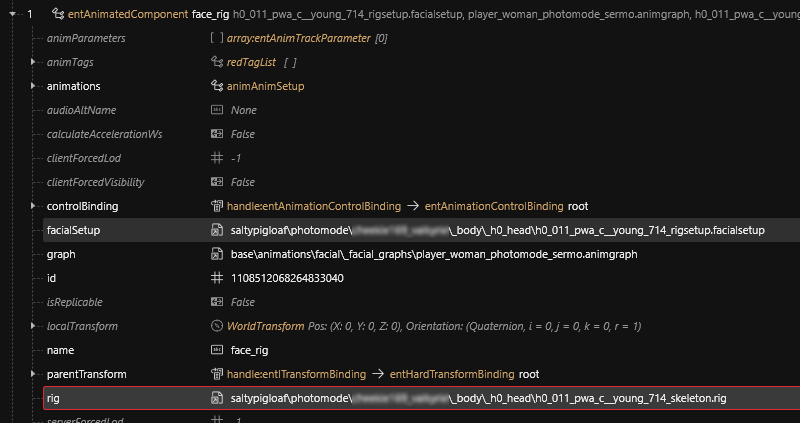 1 entAnimatedComponent face_rig h0_011_pwa_c__young_714_rigsetup.facialsetup, player_woman_photomode_sermo.animgraph, h0_011_pwa_c__young
animParameters [ ] array:entAnimTrackParameter [0]
animTags redTagList [ ]
animations animAnimSetup
audioAltName None
calculateAccelerationWs False
clientForcedLod # -1
clientForcedVisibility False
controlBinding handle:entAnimationControlBinding → entAnimationControlBinding root
facialSetup saltypigloaf\photomode\ \_body\_h0_head\h0_011_pwa_c__young_714_rigsetup.facialsetup
graph base\animations\facial\_facial_graphs\player_woman_photomode_sermo.animgraph
id # 1108512068264833040
isReplicable False
localTransform WorldTransform Pos: (X: 0, Y: 0, Z: 0), Orientation: (Quaternion, i = 0, j = 0, k = 0, r = 1)
name face_rig
parentTransform handle:entITransformBinding → entHardTransformBinding root
rig saltypigloaf\photomode\ \_body\_h0_head\h0_011_pwa_c__young_714_skeleton.rig
serverForcedLod -1